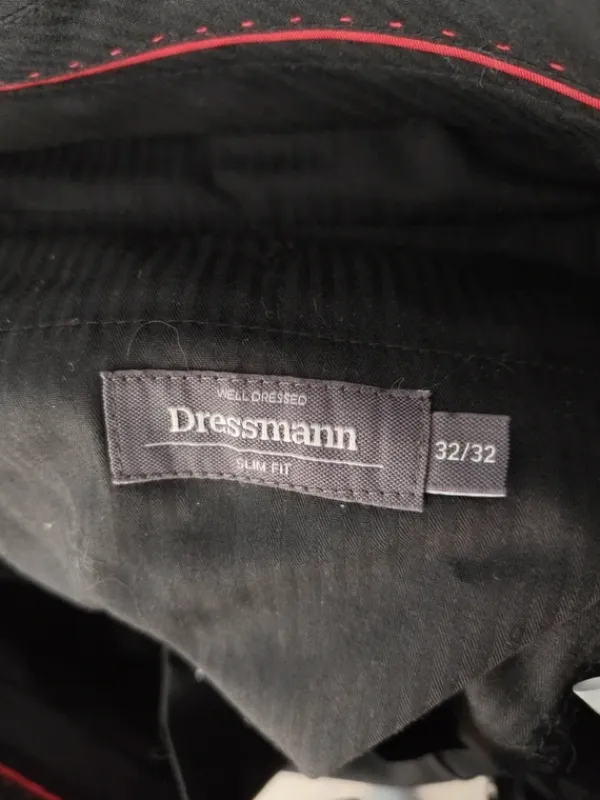 WELL DRESSED
Dressmann
SLIM FIT
32/32